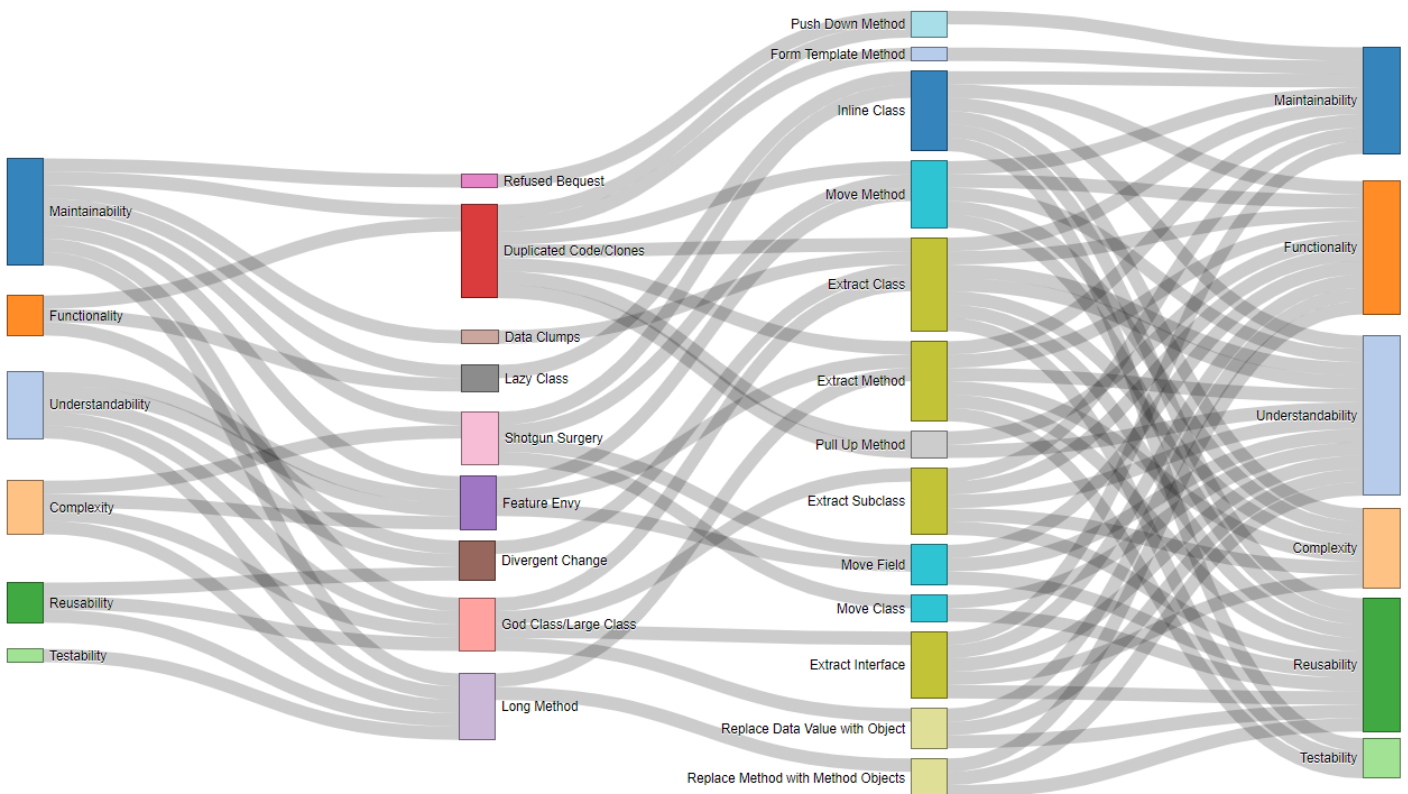 Maintainability
Functionality
Understandability
Complexity
Reusability
Testability
Refused Bequest
Duplicated Code/Clones
Data Clumps
Lazy Class
Shotgun Surgery
Feature Envy
Divergent Change
God Class/Large Class
Long Method
Push Down Method
Form Template Method
Inline Class
Move Method
Extract Class
Extract Method
Pull Up Method
Extract Subclass
Move Field
Move Class
Extract Interface
Replace Data Value with Object
Replace Method with Method Objects
Maintainability
Functionality
Understandability
Complexity
Reusability
Testability